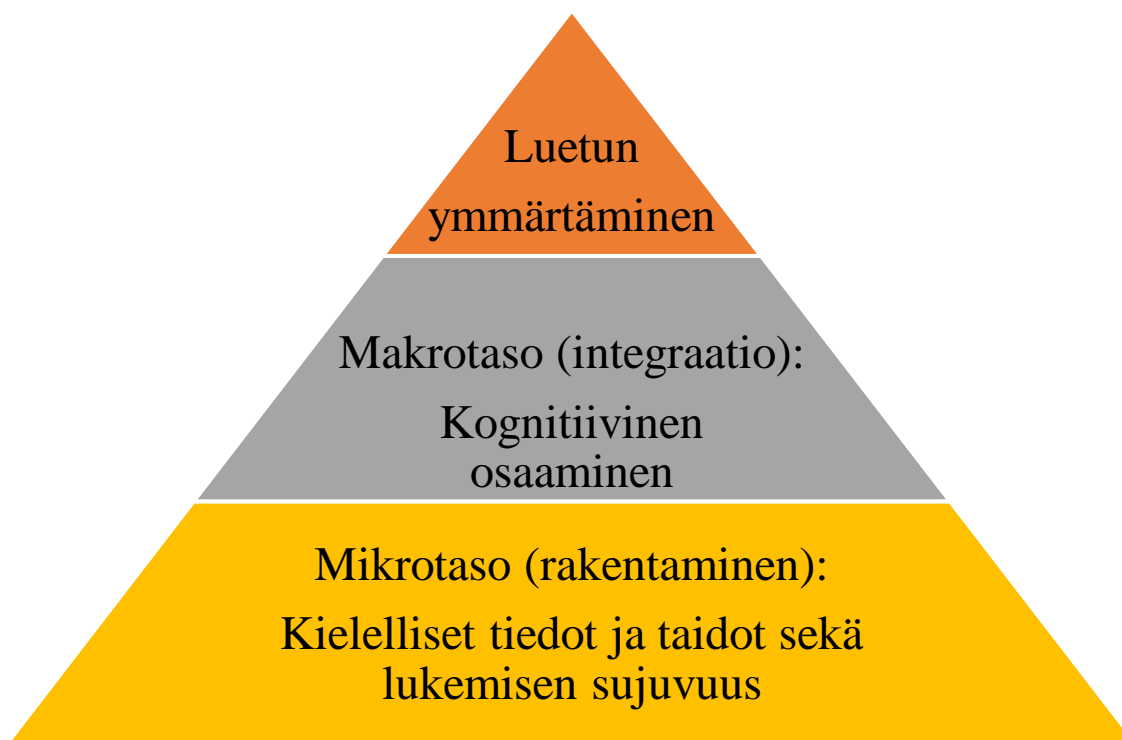 Luetun
ymmärtäminen
Makrotaso (integraatio):
Kognitiivinen
osaaminen
Mikrotaso (rakentaminen):
Kielelliset tiedot ja taidot sekä
lukemisen sujuvuus